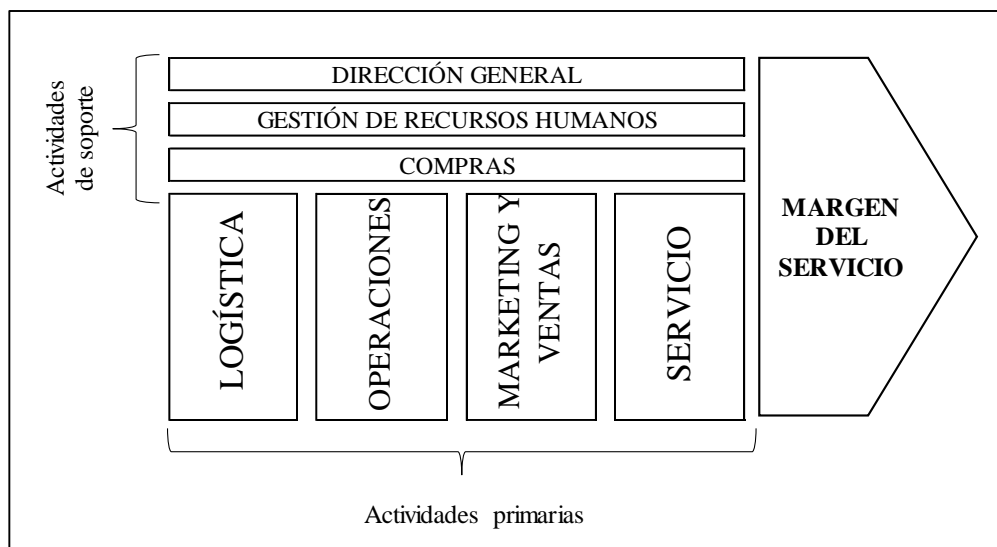 Actividades
de soporte
DIRECCIÓN GENERAL
GESTIÓN DE RECURSOS HUMANOS
COMPRAS
LOGÍSTICA
OPERACIONES
MARKETING Y
VENTAS
SERVICIO
MARGEN
DEL
SERVICIO
Actividades primarias